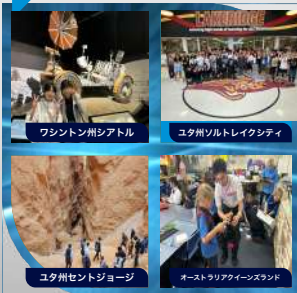 LAKERIDGE
ワシントン州シアトル
ユタ州ソルトレイクシティ
ユタ州セントジョージ
オーストラリアクイーンズランド